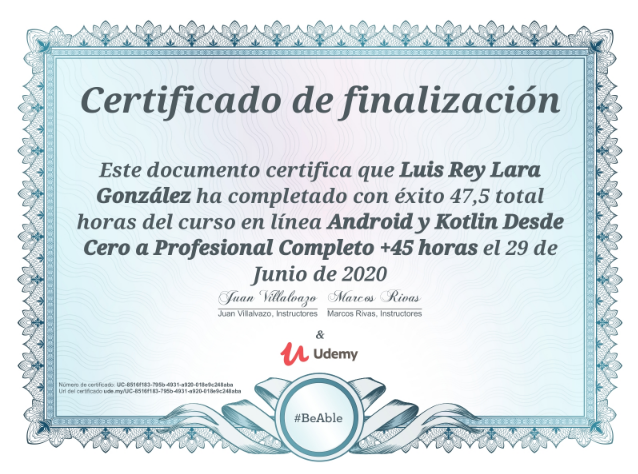 Certificado de finalización
Este documento certifica que Luis Rey Lara
González ha completado con éxito 47,5 total
horas del curso en línea Android y Kotlin Desde
Cero a Profesional Completo +45 horas el 29 de
Junio de 2020
Juan Villalvazo Marcos Rivas
Juan Villalvazo, Instructores Marcos Rivas, Instructores
&
Udemy
Número de certificado: UC-8516f183-795b-4931-a920-018e9c248aba
Url del certificado ude.my/UC-8516f183-795b-4931-a920-018e9c248aba
#BeAble